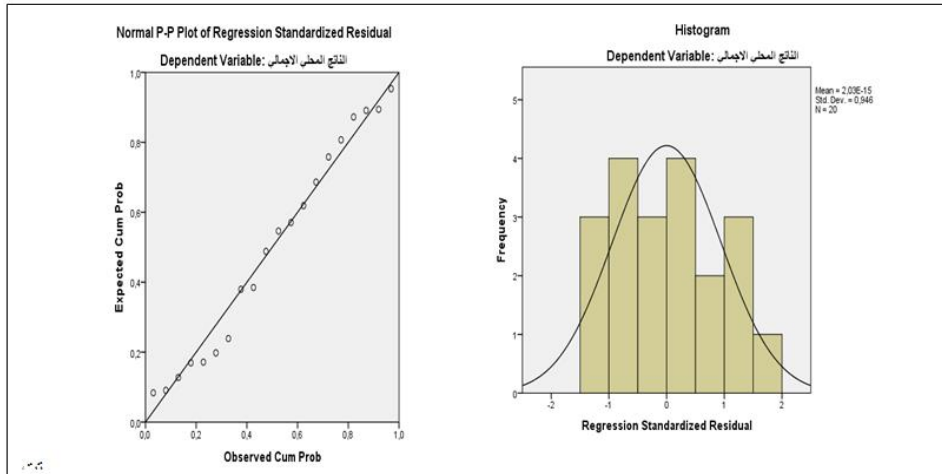 Normal P-P Plot of Regression Standardized Residual
Dependent Variable: الناتج المحلي الاجمالي
1,0
0,8
0,6
0,4
0,2
0,0
Expected Cum Prob
0,0 0,2 0,4 0,6 0,8 1,0
Observed Cum Prob
Histogram
Dependent Variable: الناتج المحلي الاجمالي
Mean = 2,03E-15
Std. Dev. = 0,946
N = 20
5
4
3
2
1
0
Frequency
-2 -1 0 1 2
Regression Standardized Residual